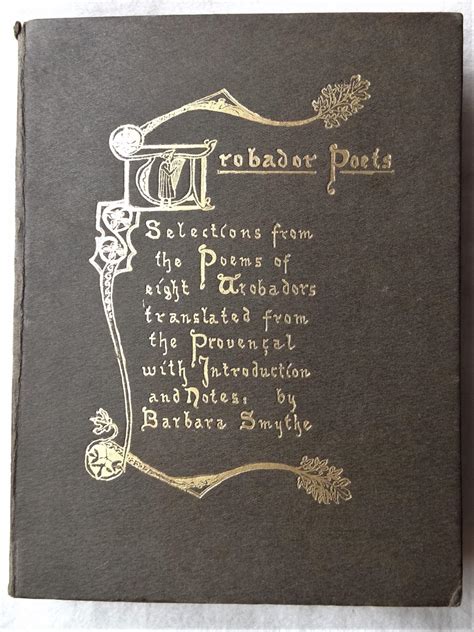 Trobador Poets
Selections from
the Poems of
eight Trobadors
translated from
the Provençal
with Introduction
and Notes, by
Barbara Smythe